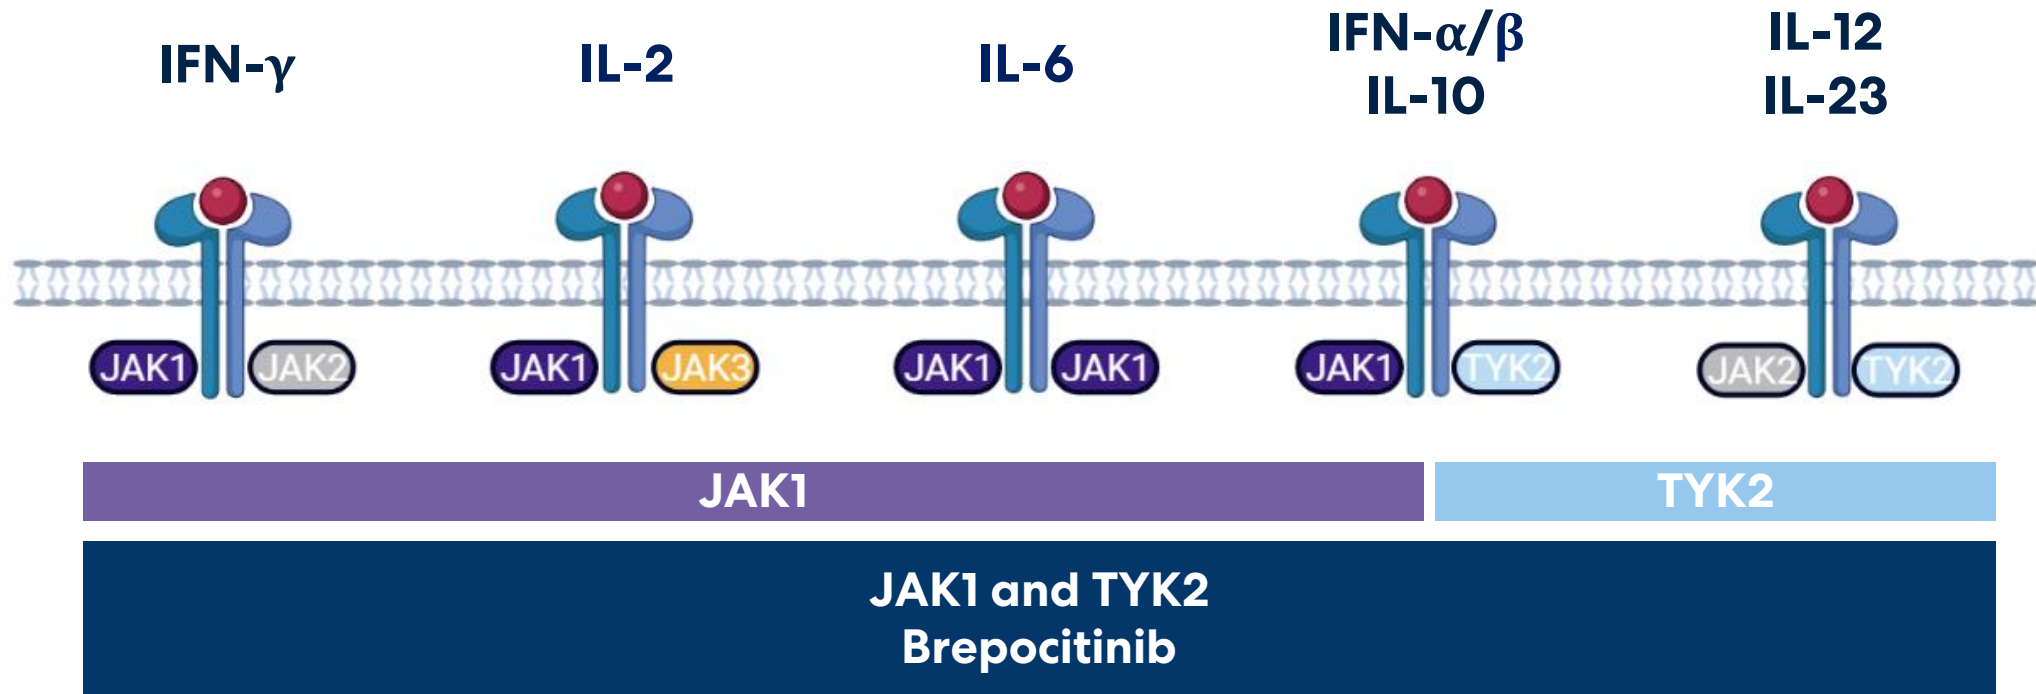 IFN-γ
IL-2
IL-6
IFN-α/β
IL-10
IL-12
IL-23
JAK1
JAK2
JAK1
JAK3
JAK1
JAK1
JAK1
TYK2
JAK2
TYK2
JAK1
TYK2
JAK1 and TYK2
Brepocitinib